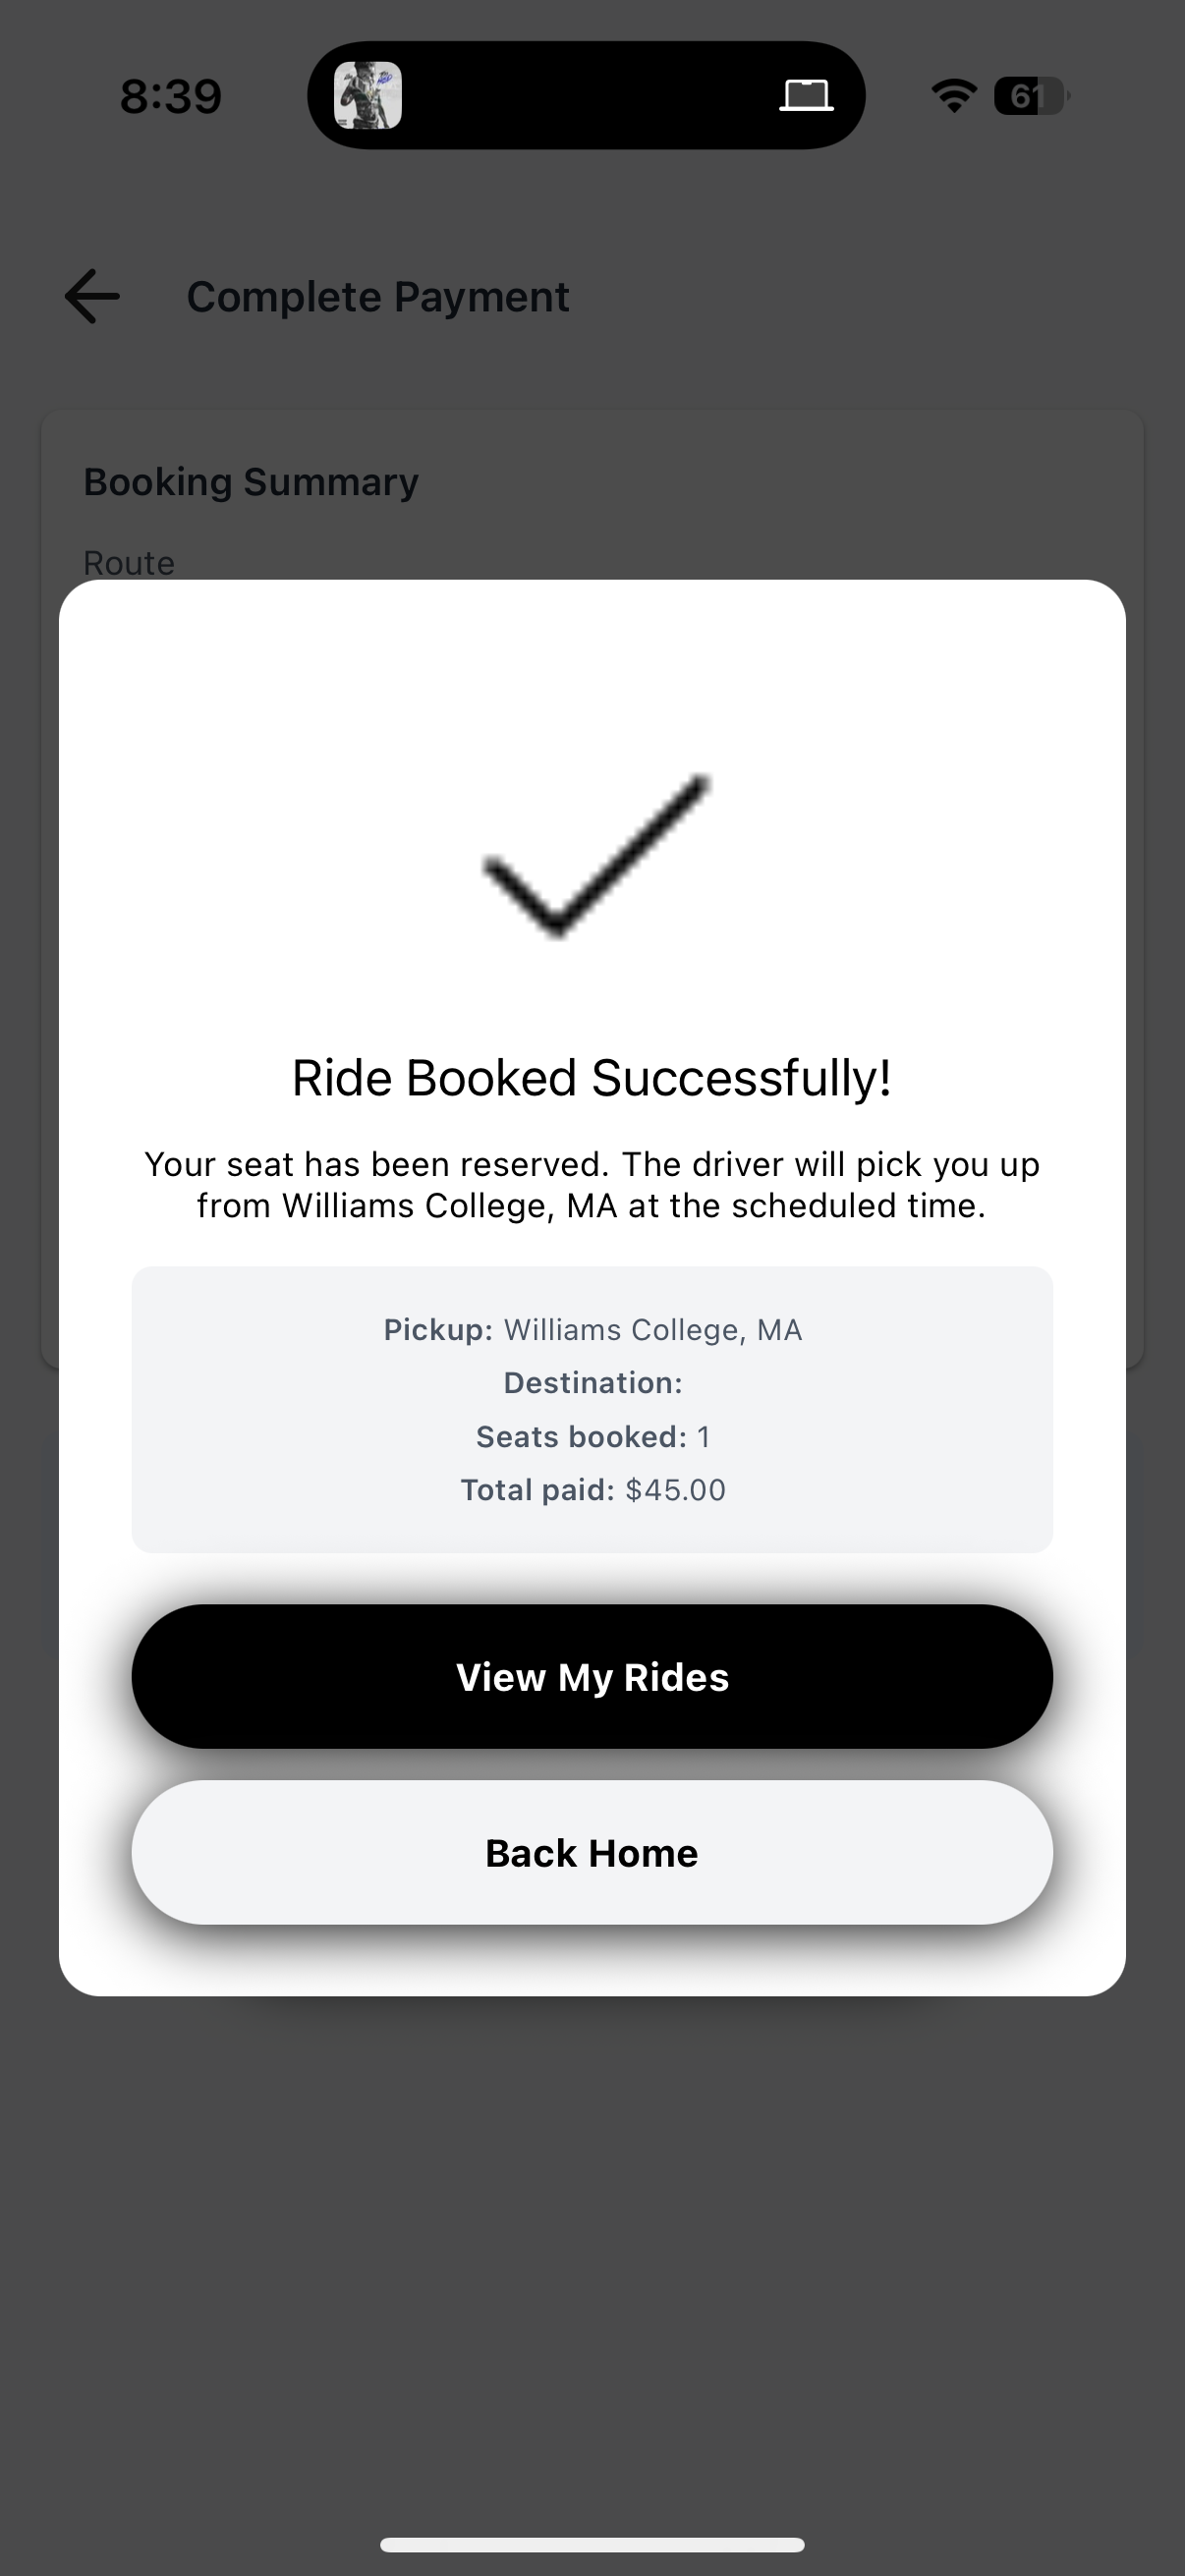 8:39
61
Complete Payment
Booking Summary
Route
Ride Booked Successfully!
Your seat has been reserved. The driver will pick you up
from Williams College, MA at the scheduled time.
Pickup: Williams College, MA
Destination:
Seats booked: 1
Total paid: $45.00
View My Rides
Back Home